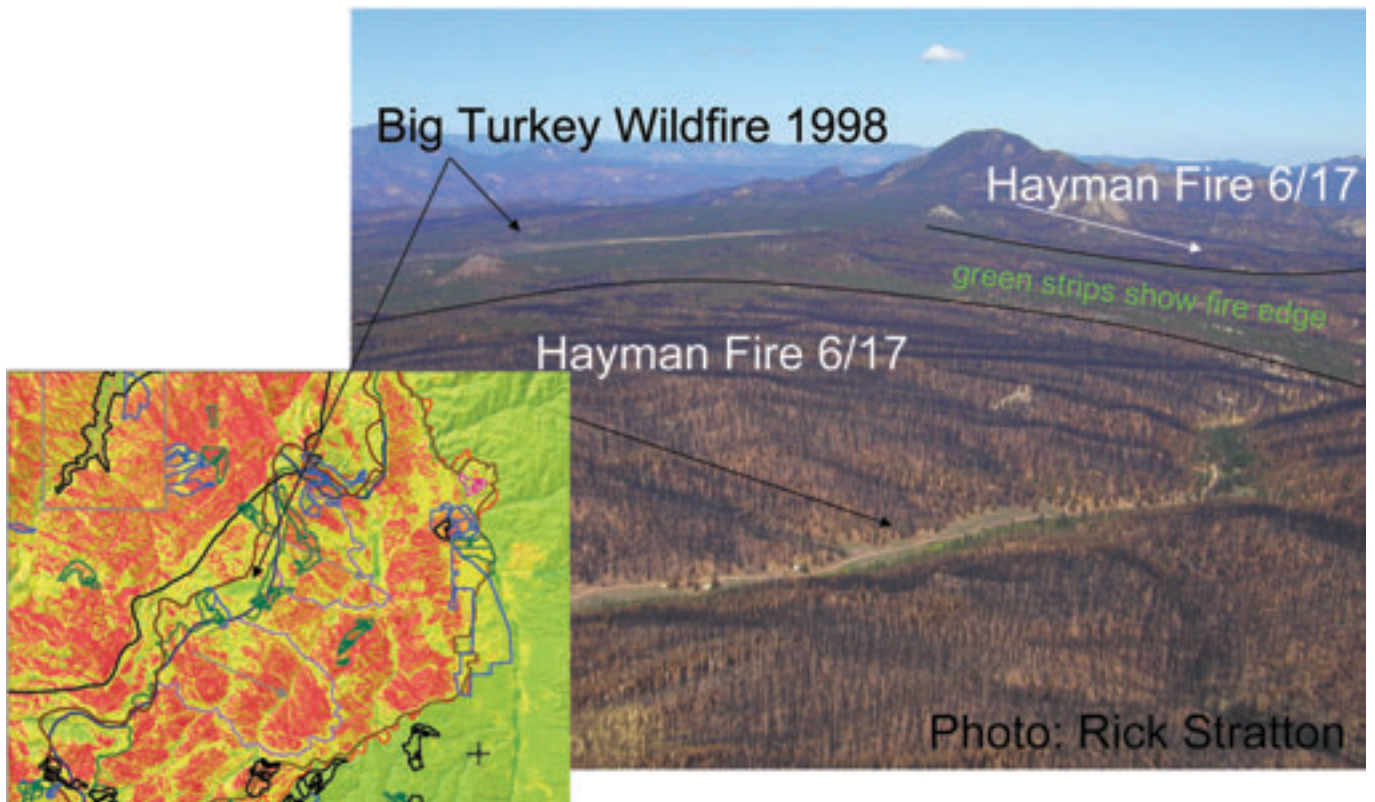 Big Turkey Wildfire 1998
Hayman Fire 6/17
green strips show fire edge
Hayman Fire 6/17
Photo: Rick Stratton